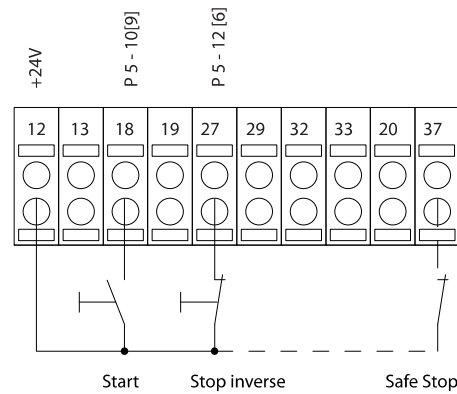 +24V
P 5 - 10[9]
P 5 - 12 [6]
12 13 18 19 27 29 32 33 20 37
Start Stop inverse Safe Stop